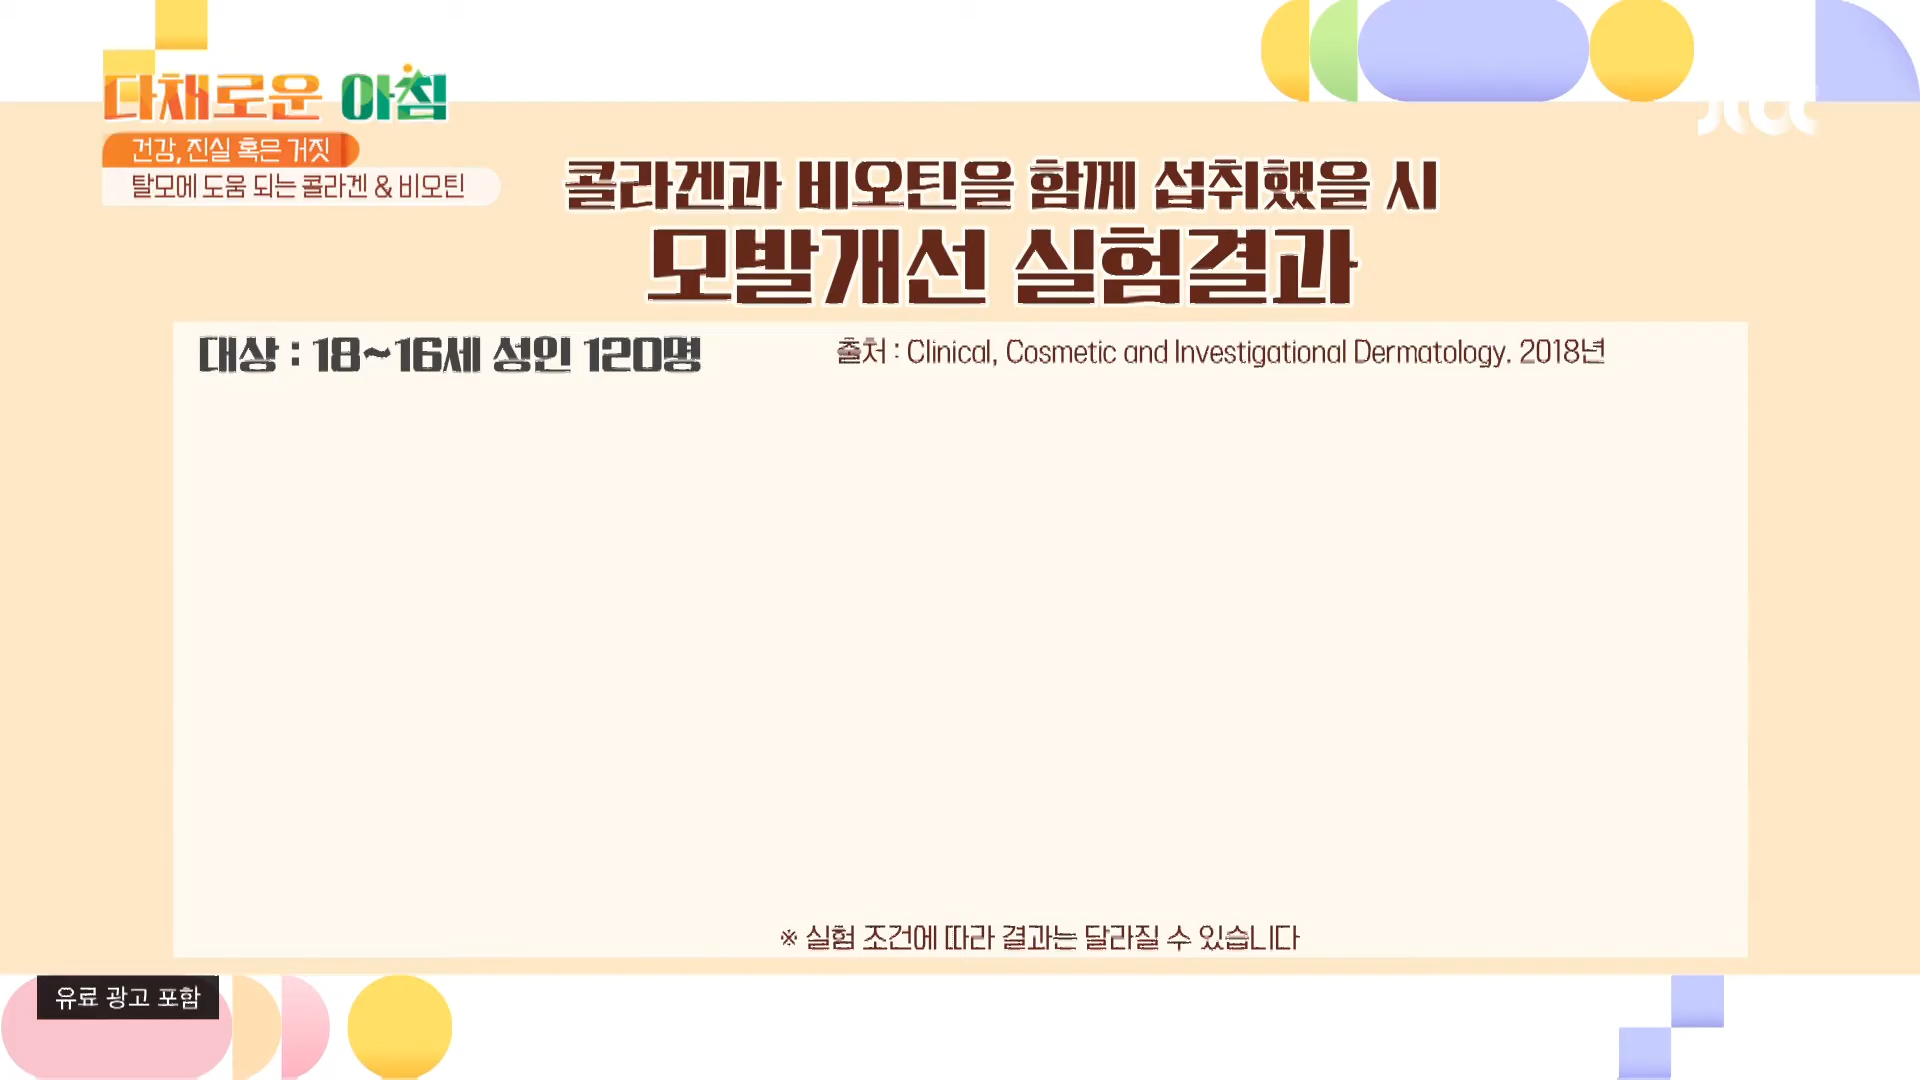 다채로운 아침
건강, 진실 혹은 거짓
탈모에 도움 되는 콜라겐 & 비오틴
콜라겐과 비오틴을 함께 섭취했을 시
모발개선 실험결과
대상 : 18~16세 성인 120명
출처 : Clinical, Cosmetic and Investigational Dermatology. 2018년
※ 실험 조건에 따라 결과는 달라질 수 있습니다
유료 광고 포함